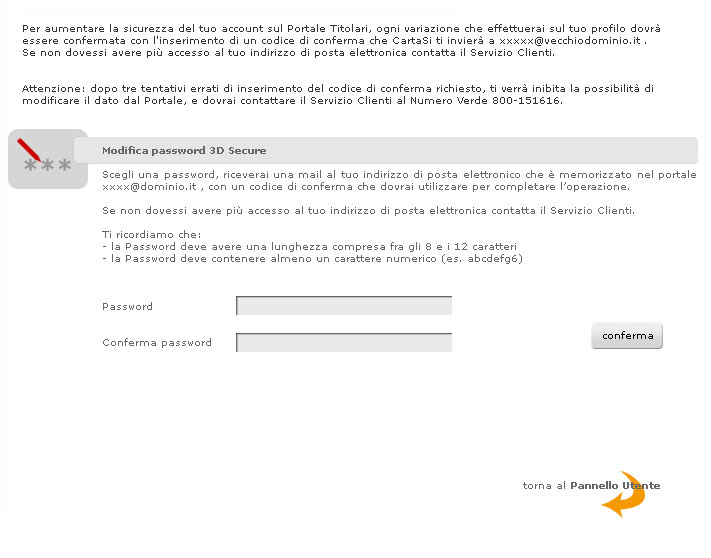 Per aumentare la sicurezza del tuo account sul Portale Titolari, ogni variazione che effettuerai sul tuo profilo dovrà
essere confermata con l'inserimento di un codice di conferma che CartaSi ti invierà a xxxxx@vecchiodominio.it .
Se non dovessi avere più accesso al tuo indirizzo di posta elettronica contatta il Servizio Clienti.
Attenzione: dopo tre tentativi errati di inserimento del codice di conferma richiesto, ti verrà inibita la possibilità di
modificare il dato dal Portale, e dovrai contattare il Servizio Clienti al Numero Verde 800-151616.
***
Modifica password 3D Secure
Scegli una password, riceverai una mail al tuo indirizzo di posta elettronico che è memorizzato nel portale
xxxx@dominio.it , con un codice di conferma che dovrai utilizzare per completare l’operazione.
Se non dovessi avere più accesso al tuo indirizzo di posta elettronica contatta il Servizio Clienti.
Ti ricordiamo che:
- la Password deve avere una lunghezza compresa fra gli 8 e i 12 caratteri
- la Password deve contenere almeno un carattere numerico (es. abcdefg6)
Password
Conferma password
conferma
torna al Pannello Utente